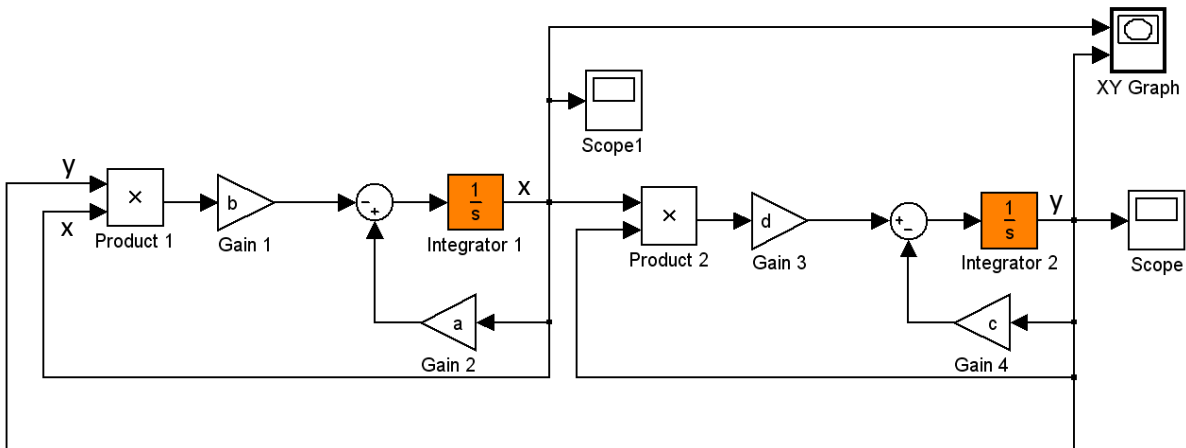 XY Graph
Scope1
y
x
×
Product 1
b
Gain 1
−
+
1
s
Integrator 1
x
×
Product 2
d
Gain 3
+
−
1
s
Integrator 2
y
Scope
a
Gain 2
c
Gain 4